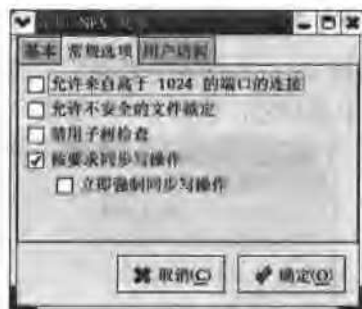 NFS
基本 常规选项 用户访问
允许来自高于 1024 的端口的连接
允许不安全的文件锁定
禁用子树检查
按要求同步写操作
立即强制同步写操作
取消(C) 确定(O)